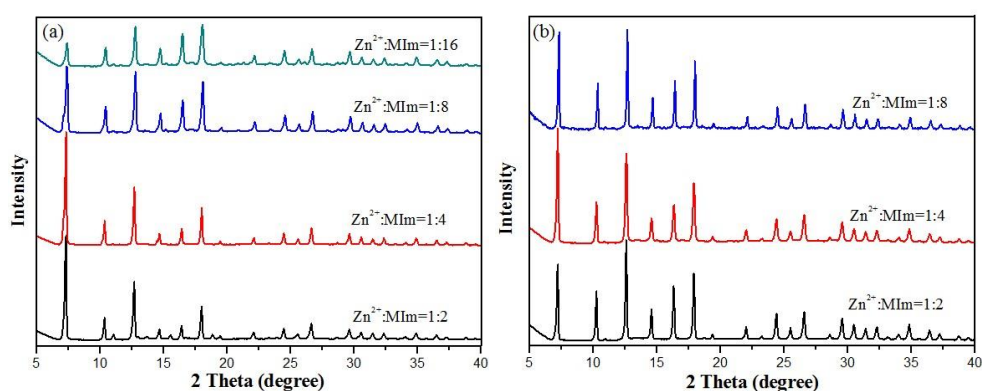 (a)
Zn²⁺:MIm=1:16
Zn²⁺:MIm=1:8
Zn²⁺:MIm=1:4
Zn²⁺:MIm=1:2
Intensity
5 10 15 20 25 30 35 40
2 Theta (degree)
(b)
Zn²⁺:MIm=1:8
Zn²⁺:MIm=1:4
Zn²⁺:MIm=1:2
Intensity
5 10 15 20 25 30 35 40
2 Theta (degree)